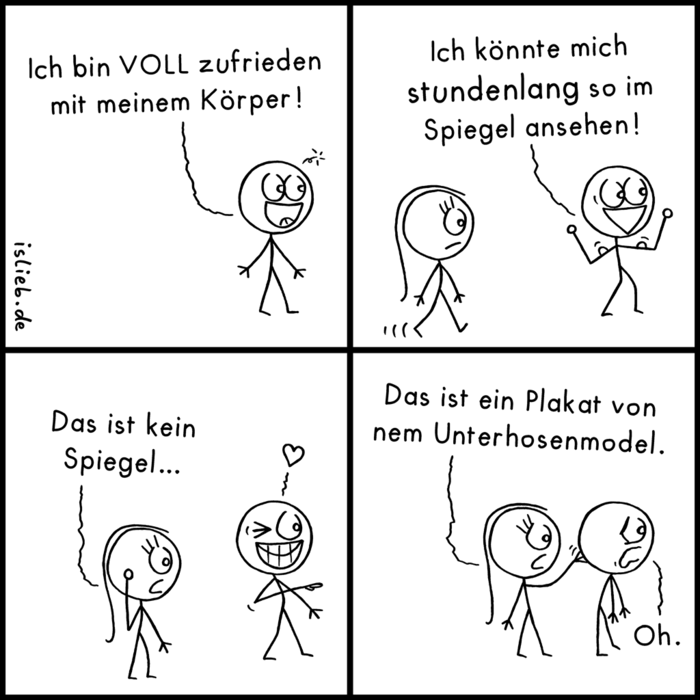 Ich bin VOLL zufrieden
mit meinem Körper!
islieb.de
Ich könnte mich
stundenlang so im
Spiegel ansehen!
Das ist kein
Spiegel...
Das ist ein Plakat von
nem Unterhosenmodel.
Oh.